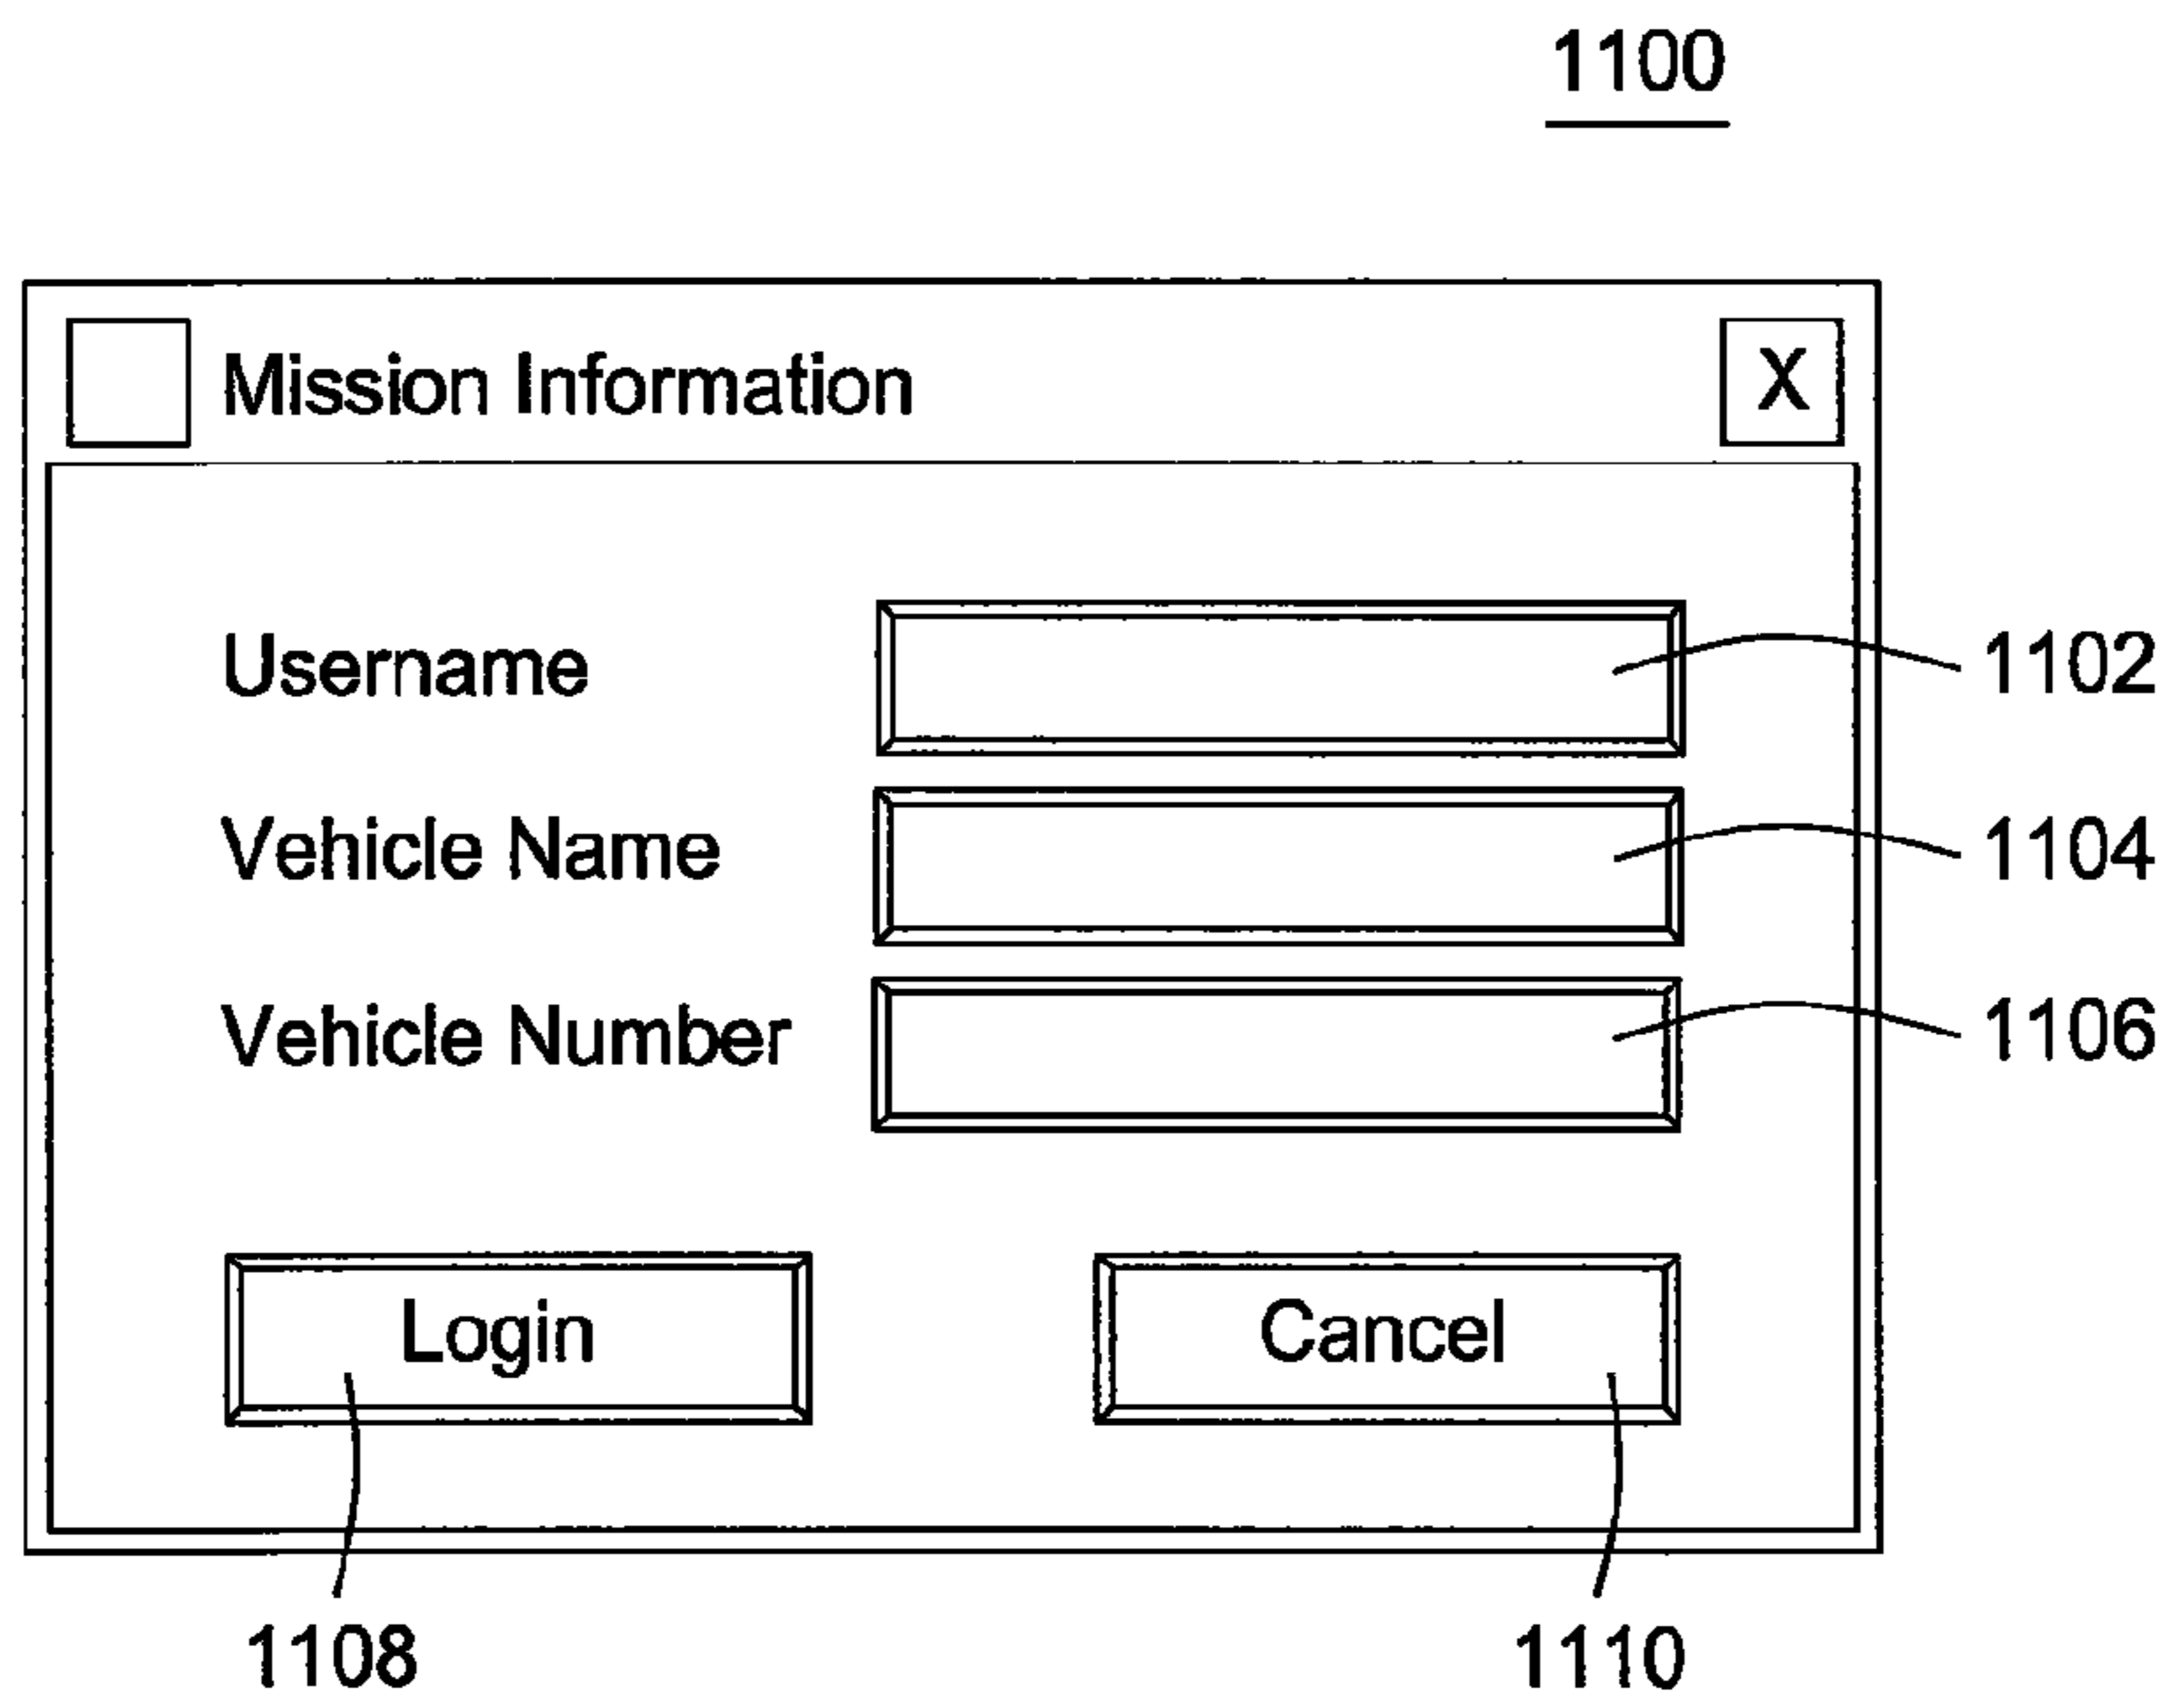 1100
Mission Information X
Username 1102
Vehicle Name 1104
Vehicle Number 1106
Login Cancel
1108 1110